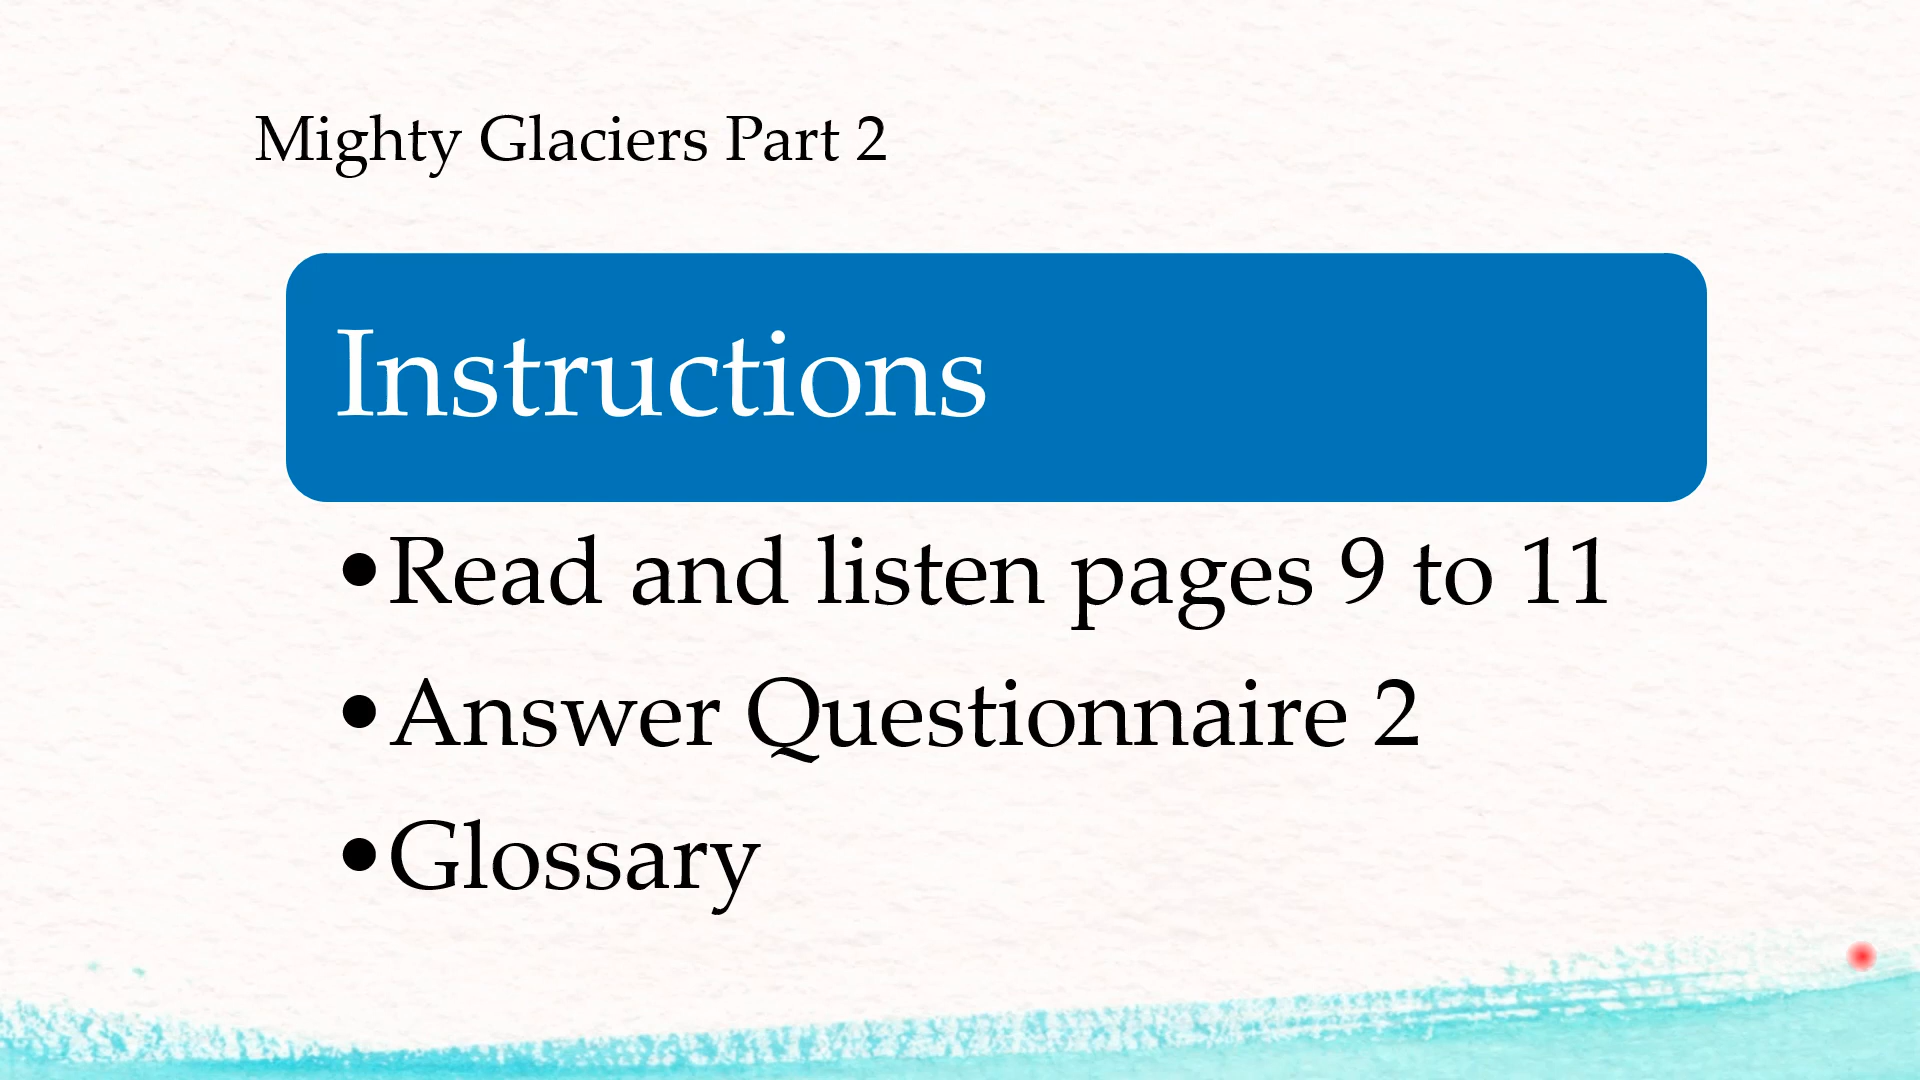 Mighty Glaciers Part 2
Instructions
•Read and listen pages 9 to 11
•Answer Questionnaire 2
•Glossary